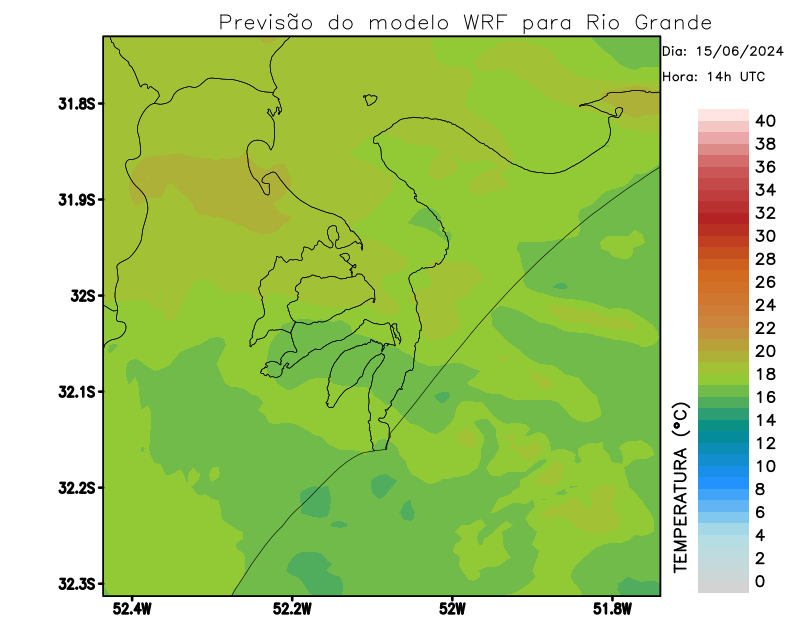 Previsão do modelo WRF para Rio Grande
Dia: 15/06/2024
Hora: 14h UTC
31.8S
31.9S
32S
32.1S
32.2S
32.3S
52.4W
52.2W
52W
51.8W
TEMPERATURA (°C)
40
38
36
34
32
30
28
26
24
22
20
18
16
14
12
10
8
6
4
2
0